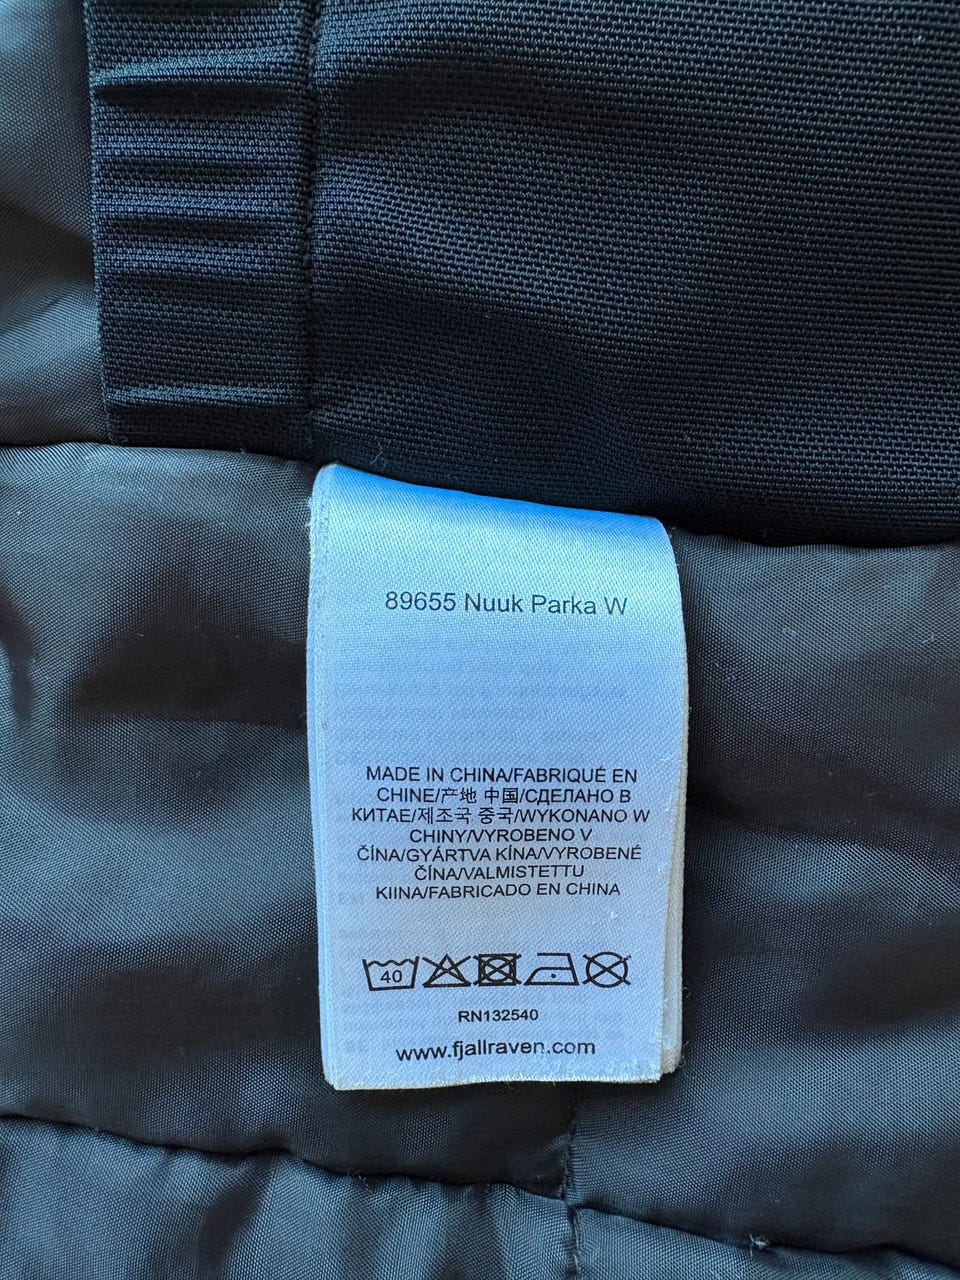 89655 Nuuk Parka W
MADE IN CHINA/FABRIQUÉ EN
CHINE/产地 中国/СДЕЛАНО В
КИТАЕ/제조국 중국/WYKONANO W
CHINY/VYROBENO V
ČÍNA/GYÁRTVA KÍNA/VYROBENÉ
ČÍNA/VALMISTETTU
KIINA/FABRICADO EN CHINA
40
RN132540
www.fjallraven.com